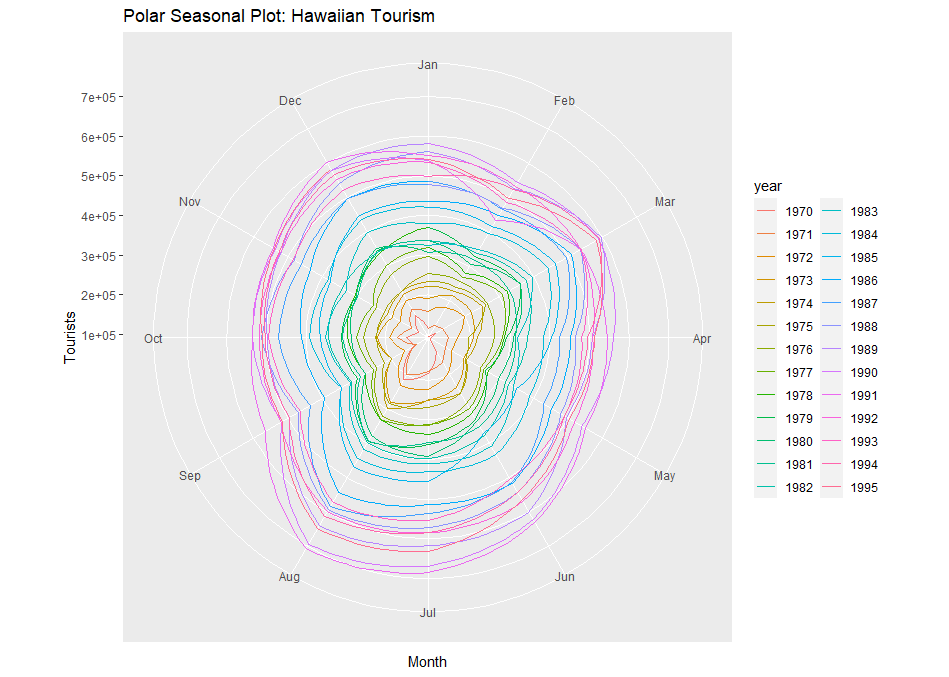 Polar Seasonal Plot: Hawaiian Tourism
Jan
Feb
Mar
Apr
May
Jun
Jul
Aug
Sep
Oct
Nov
Dec
7e+05
6e+05
5e+05
4e+05
3e+05
2e+05
1e+05
Tourists
Month
year
1970 1983
1971 1984
1972 1985
1973 1986
1974 1987
1975 1988
1976 1989
1977 1990
1978 1991
1979 1992
1980 1993
1981 1994
1982 1995